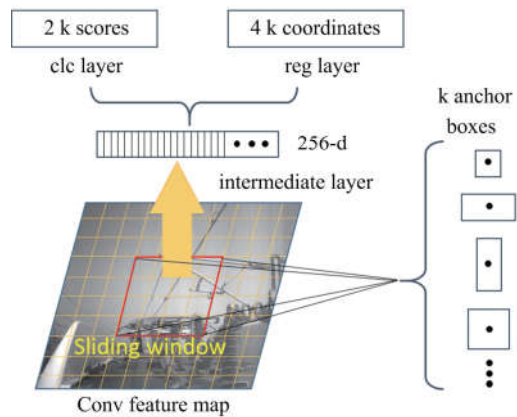 2 k scores
4 k coordinates
clc layer
reg layer
k anchor
boxes
256-d
intermediate layer
Sliding window
Conv feature map